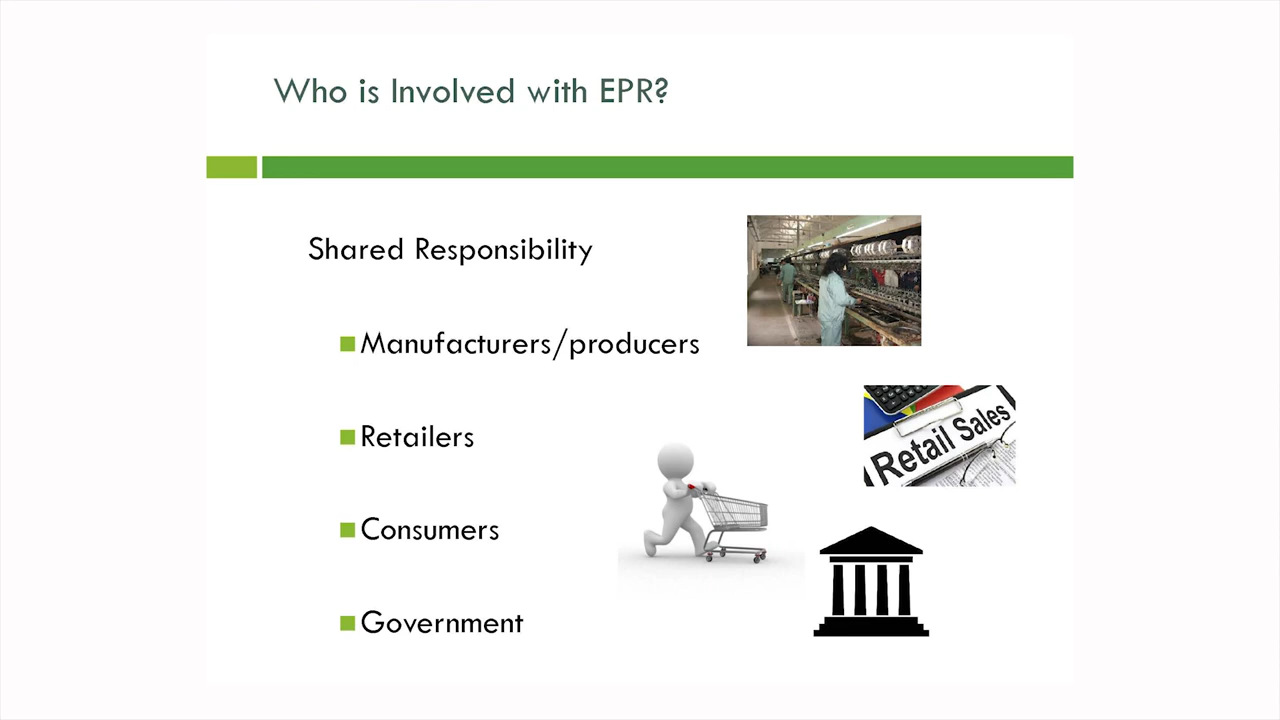 Who is Involved with EPR?
Shared Responsibility
Manufacturers/producers
Retailers
Consumers
Government
Retail Sales